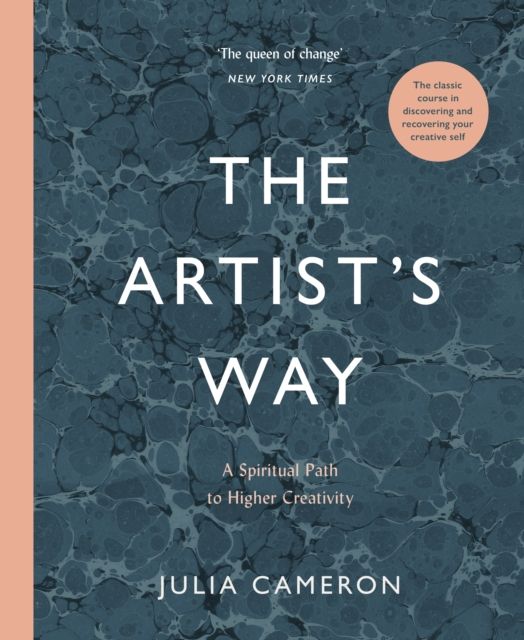 ‘The queen of change’
NEW YORK TIMES
The classic
course in
discovering and
recovering your
creative self
THE
ARTIST’S
WAY
A Spiritual Path
to Higher Creativity
JULIA CAMERON